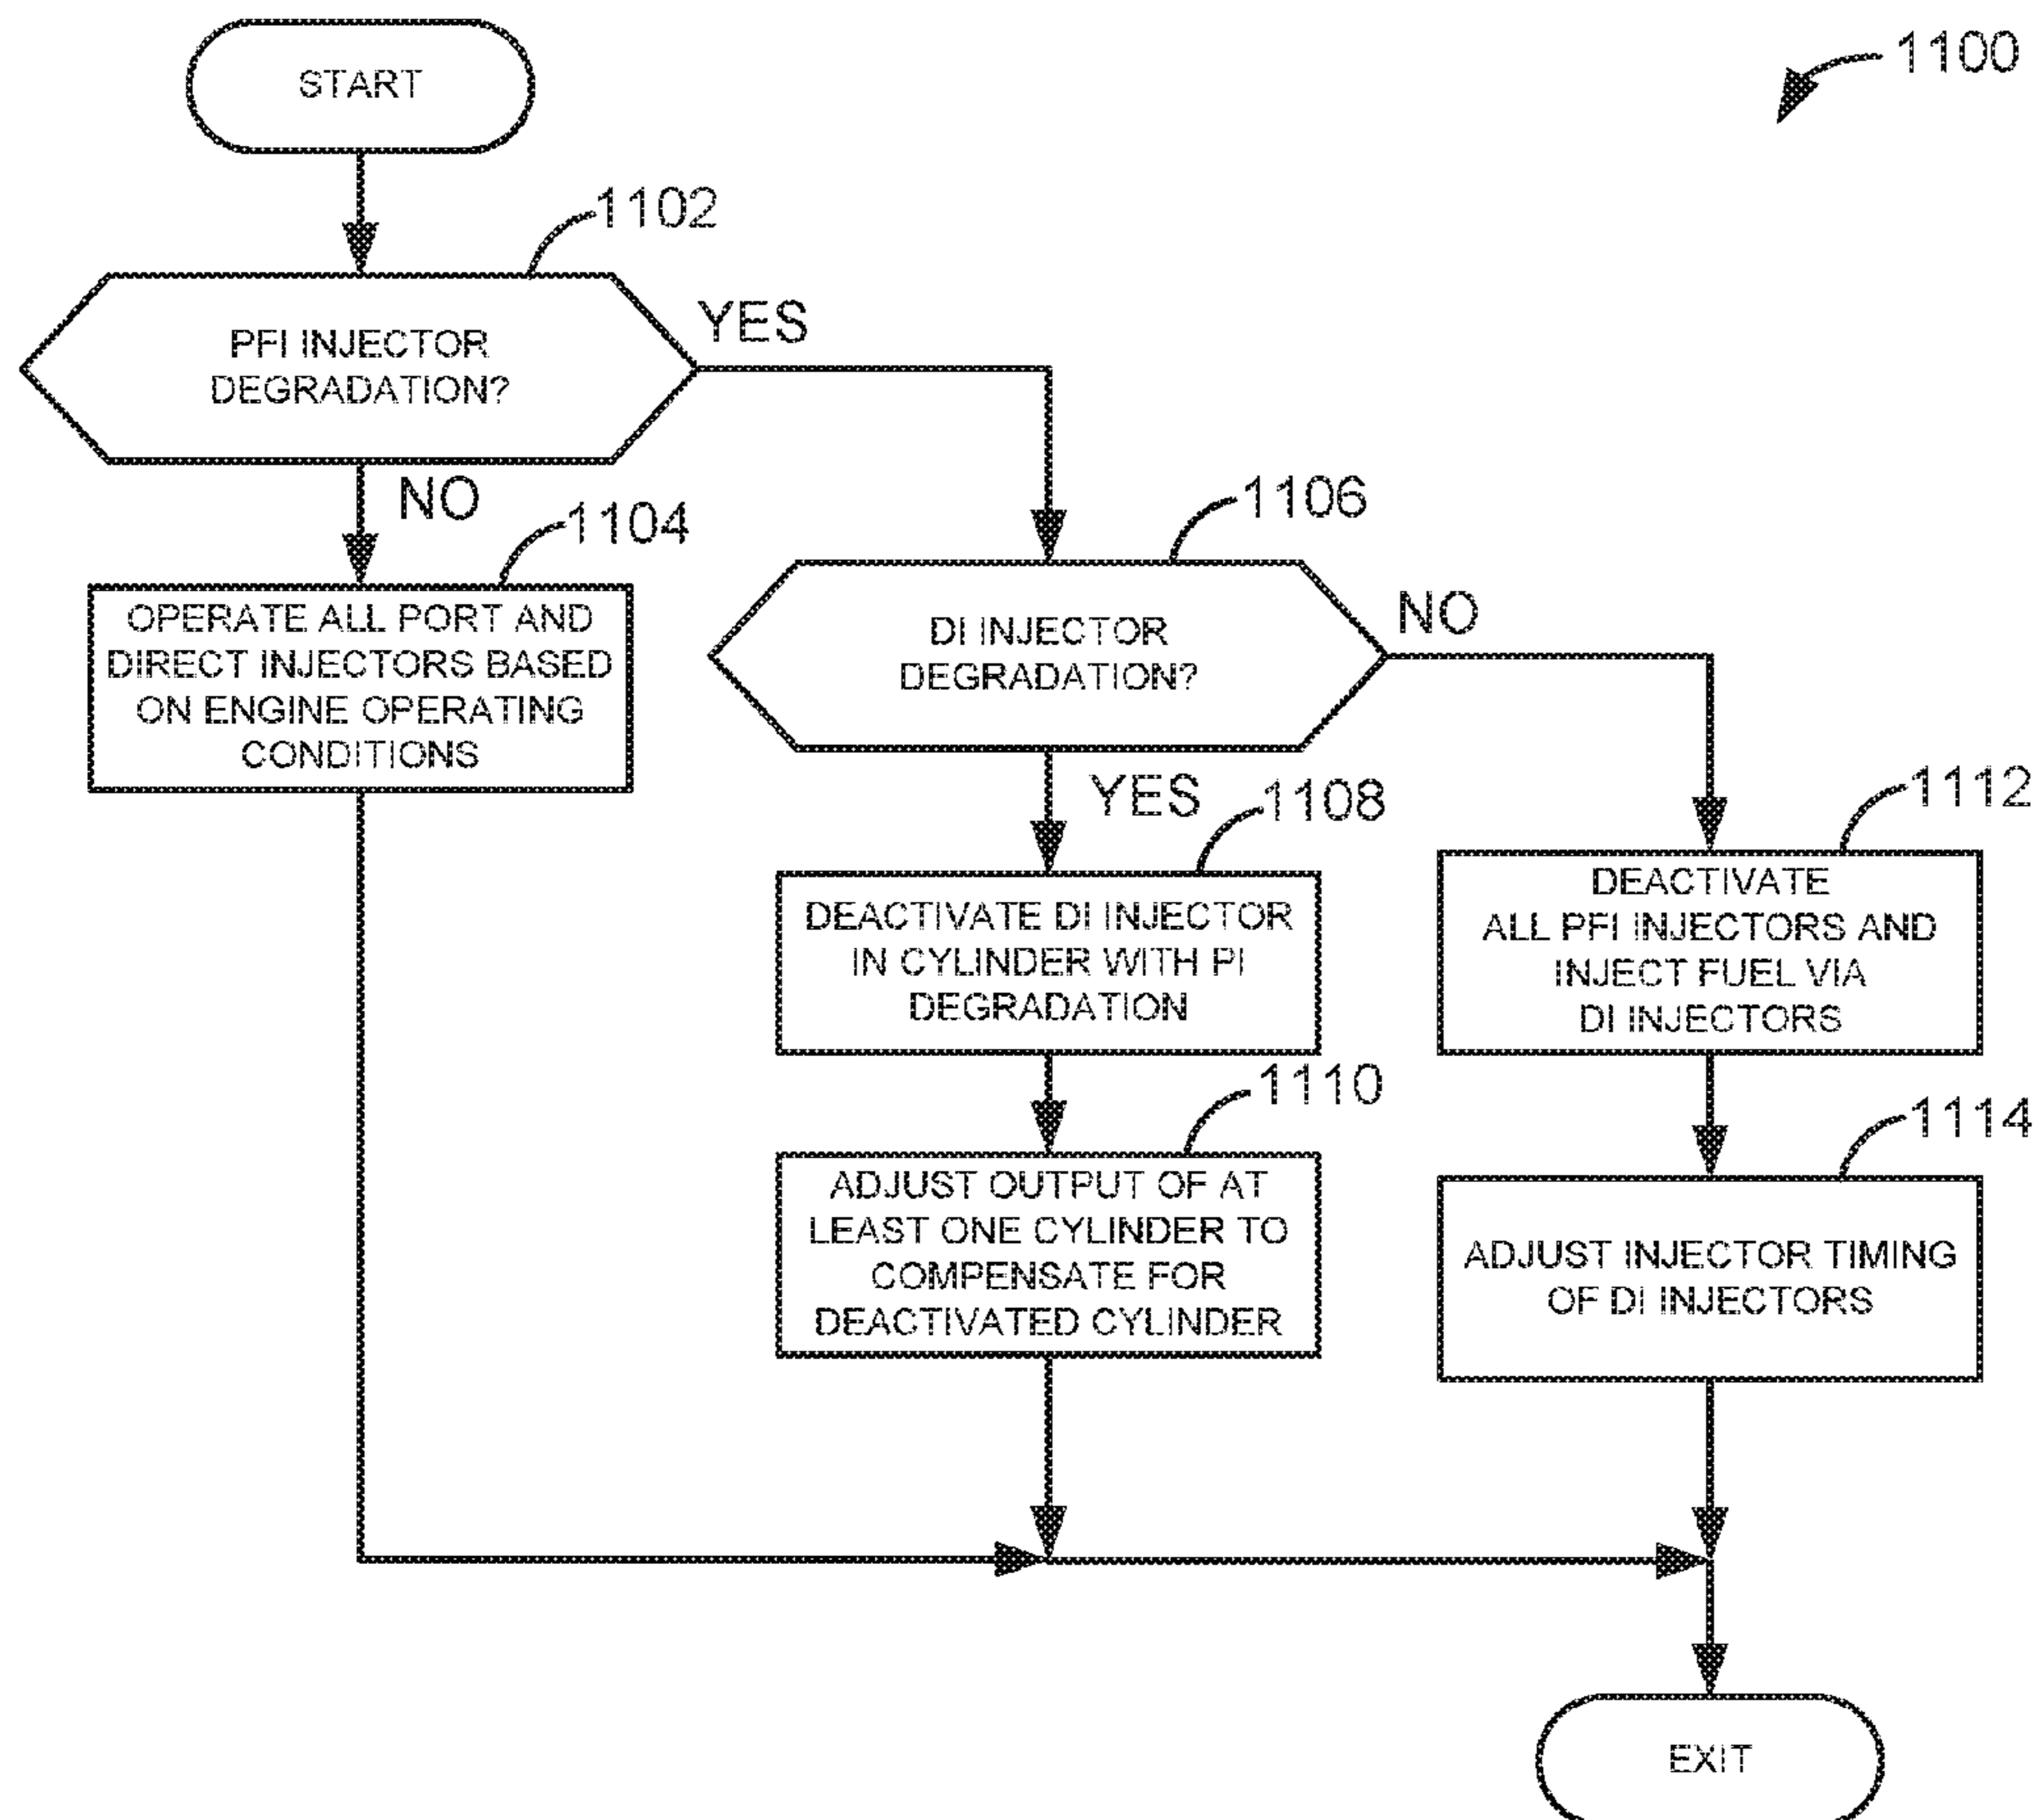 START
1100
1102
PFI INJECTOR
DEGRADATION?
YES
NO
1104
OPERATE ALL PORT AND
DIRECT INJECTORS BASED
ON ENGINE OPERATING
CONDITIONS
1106
DI INJECTOR
DEGRADATION?
NO
YES
1108
DEACTIVATE DI INJECTOR
IN CYLINDER WITH PI
DEGRADATION
1110
ADJUST OUTPUT OF AT
LEAST ONE CYLINDER TO
COMPENSATE FOR
DEACTIVATED CYLINDER
1112
DEACTIVATE
ALL PFI INJECTORS AND
INJECT FUEL VIA
DI INJECTORS
1114
ADJUST INJECTOR TIMING
OF DI INJECTORS
EXIT